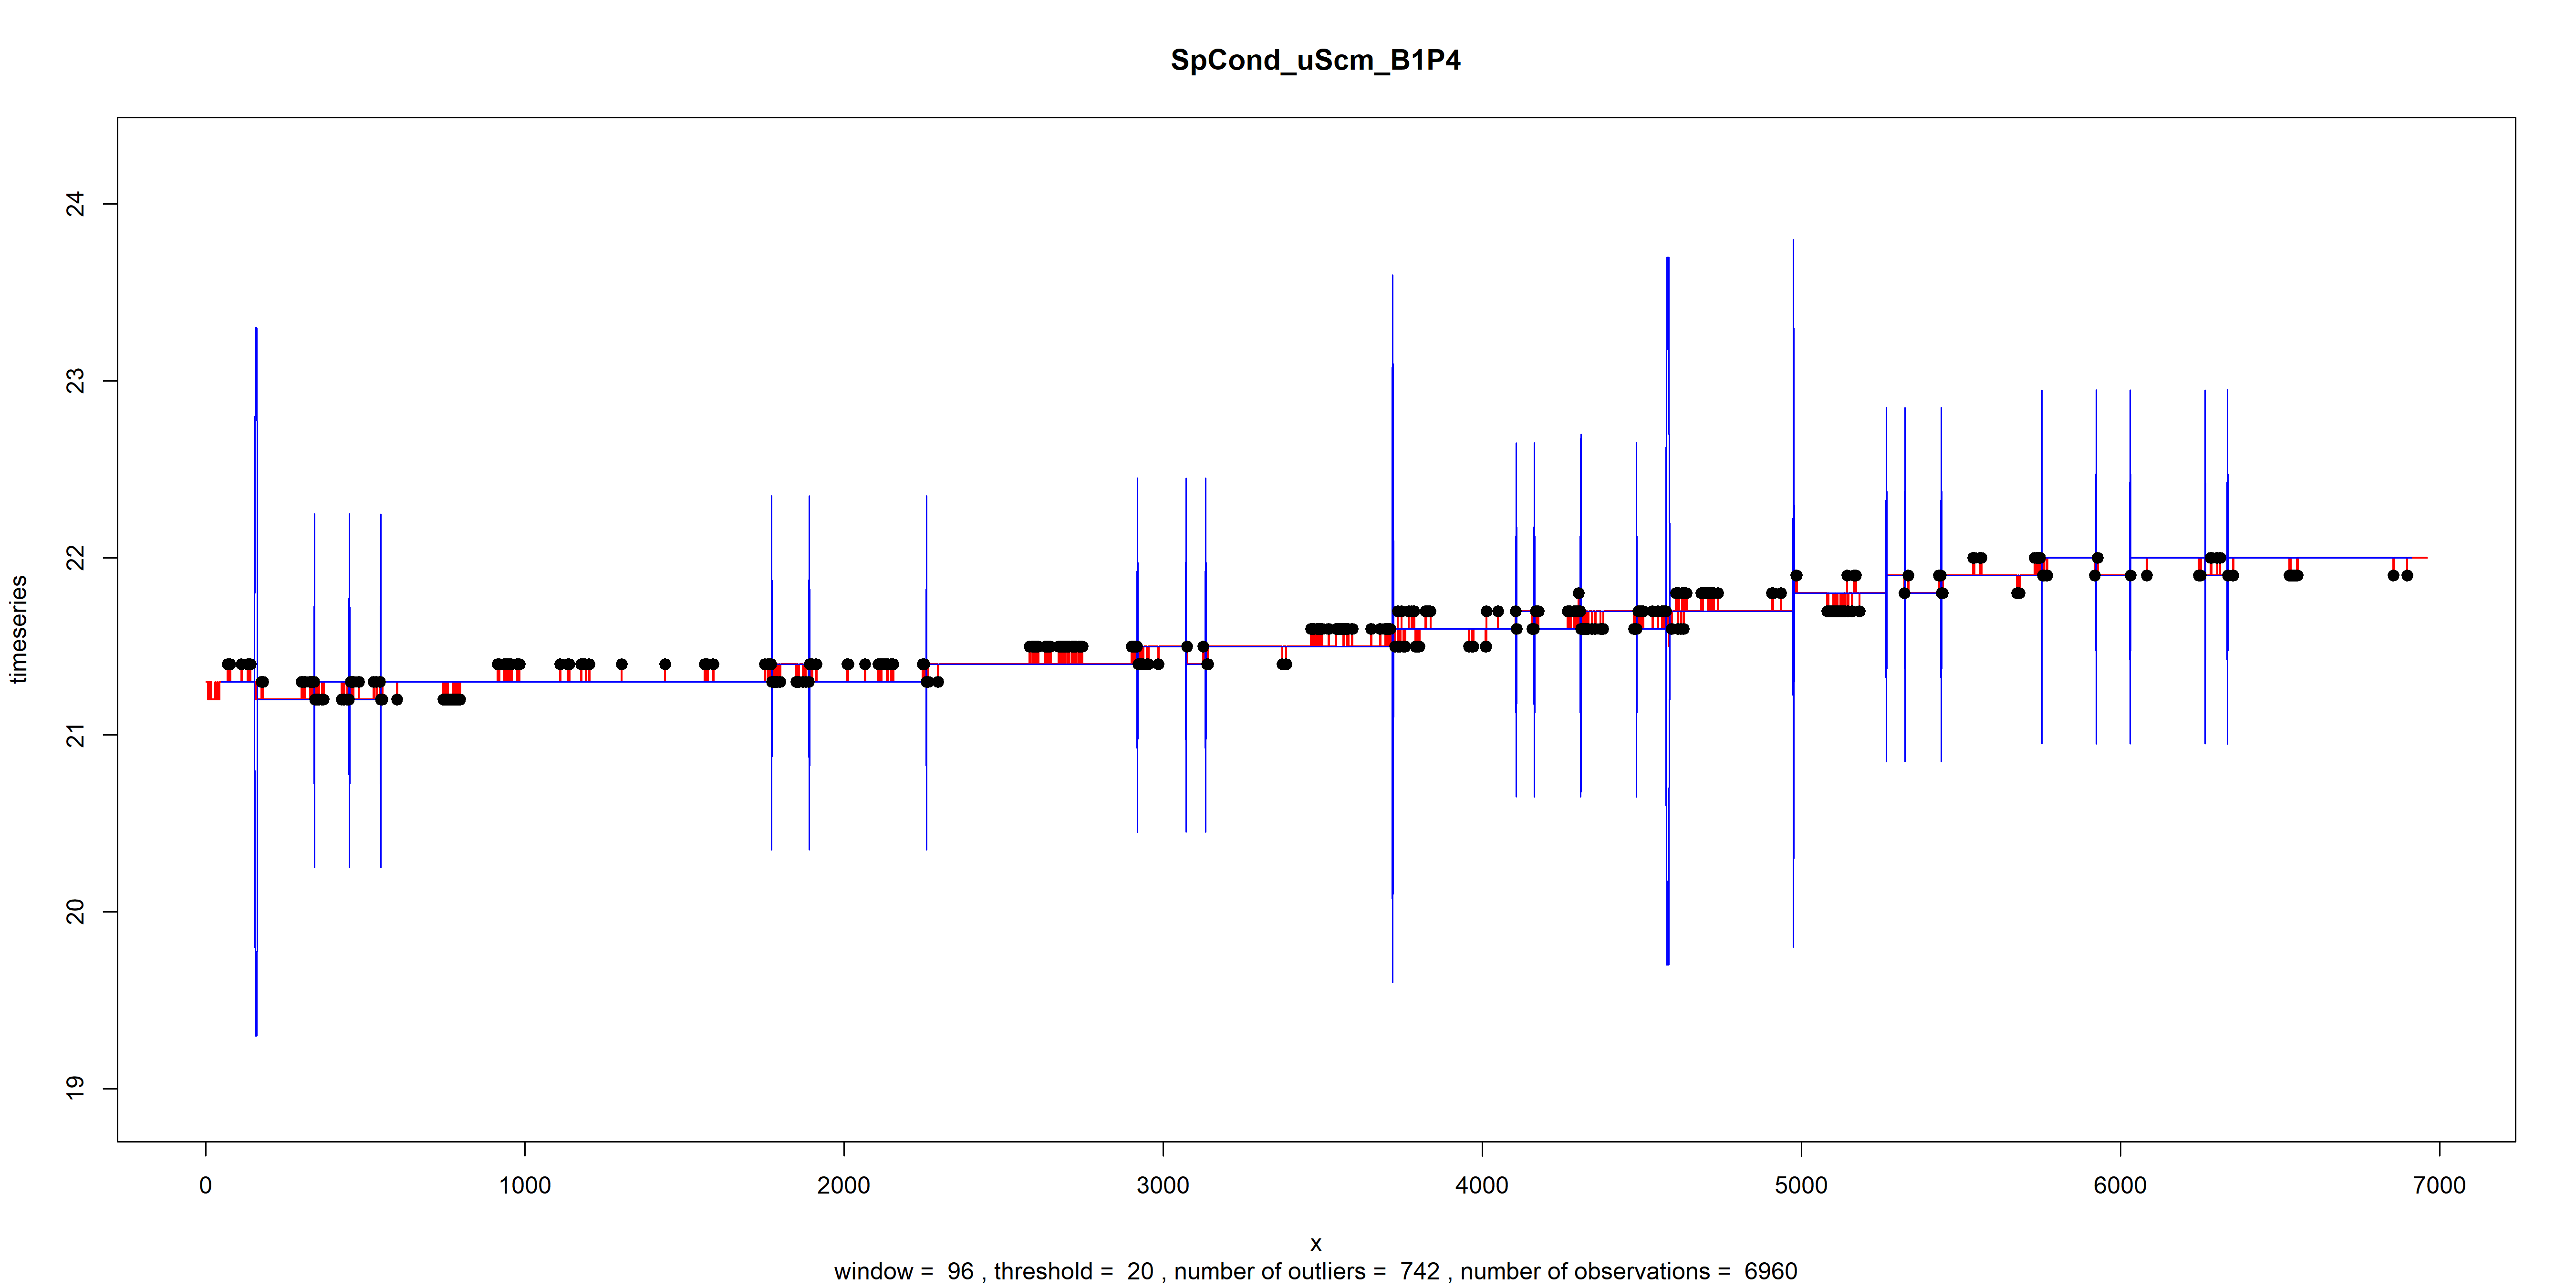 SpCond_uScm_B1P4
timeseries
24
23
22
21
20
19
0 1000 2000 3000 4000 5000 6000 7000
x
window = 96 , threshold = 20 , number of outliers = 742 , number of observations = 6960